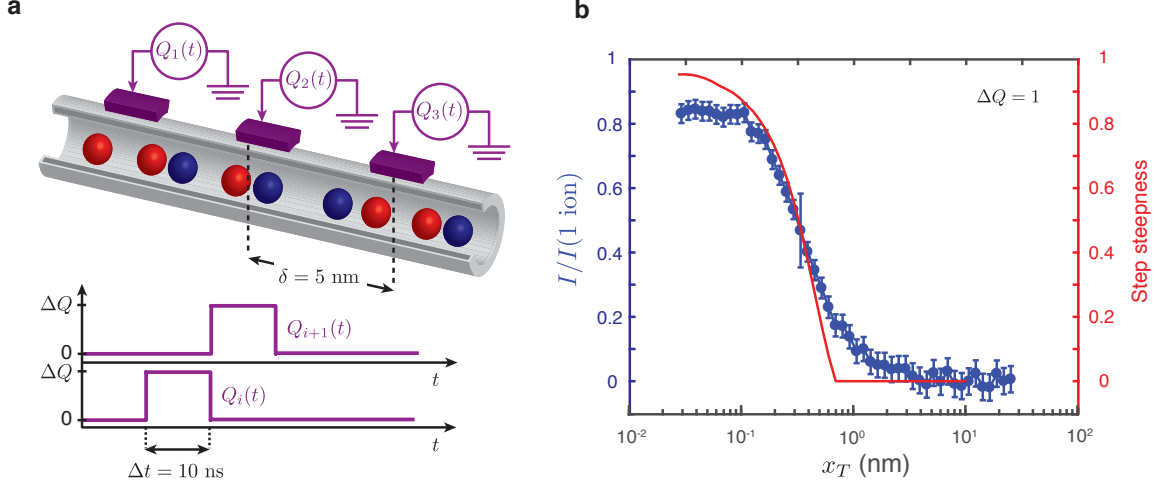 a
Q₁(t)
Q₂(t)
Q₃(t)
δ = 5 nm
ΔQ
0
Qᵢ₊₁(t)
t
ΔQ
0
Qᵢ(t)
t
Δt = 10 ns
b
1
0.8
0.6
0.4
0.2
0
I/I(1 ion)
ΔQ = 1
1
0.8
0.6
0.4
0.2
0
Step steepness
10⁻² 10⁻¹ 10⁰ 10¹ 10²
x_T (nm)